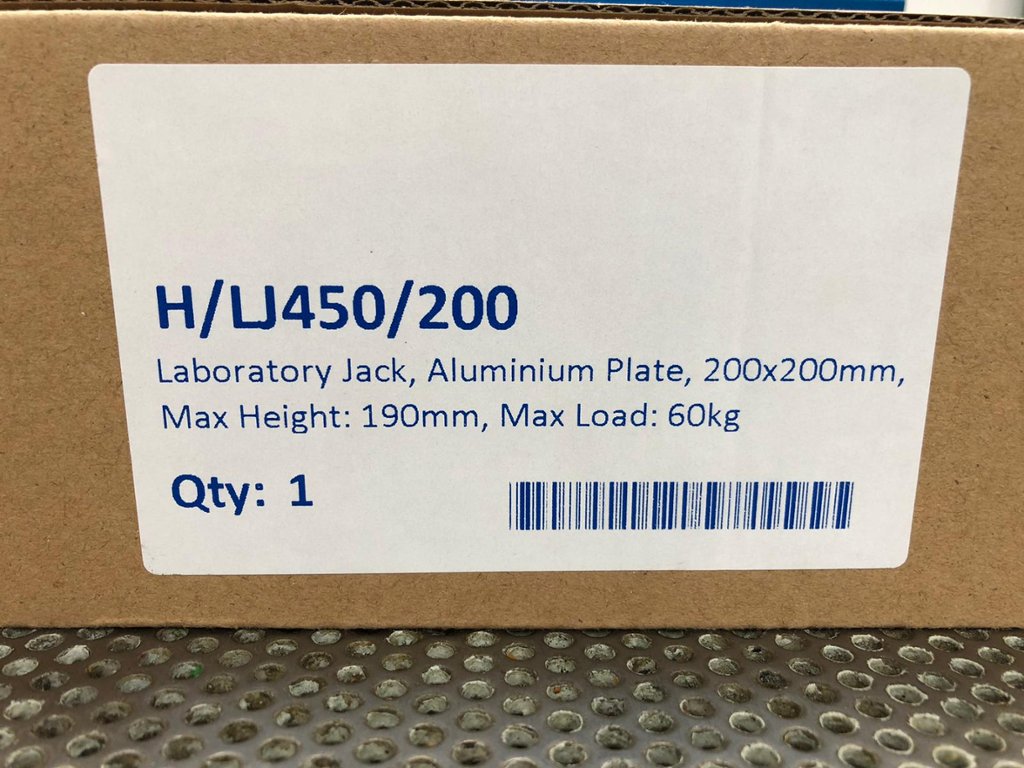 H/LJ450/200
Laboratory Jack, Aluminium Plate, 200x200mm,
Max Height: 190mm, Max Load: 60kg
Qty: 1